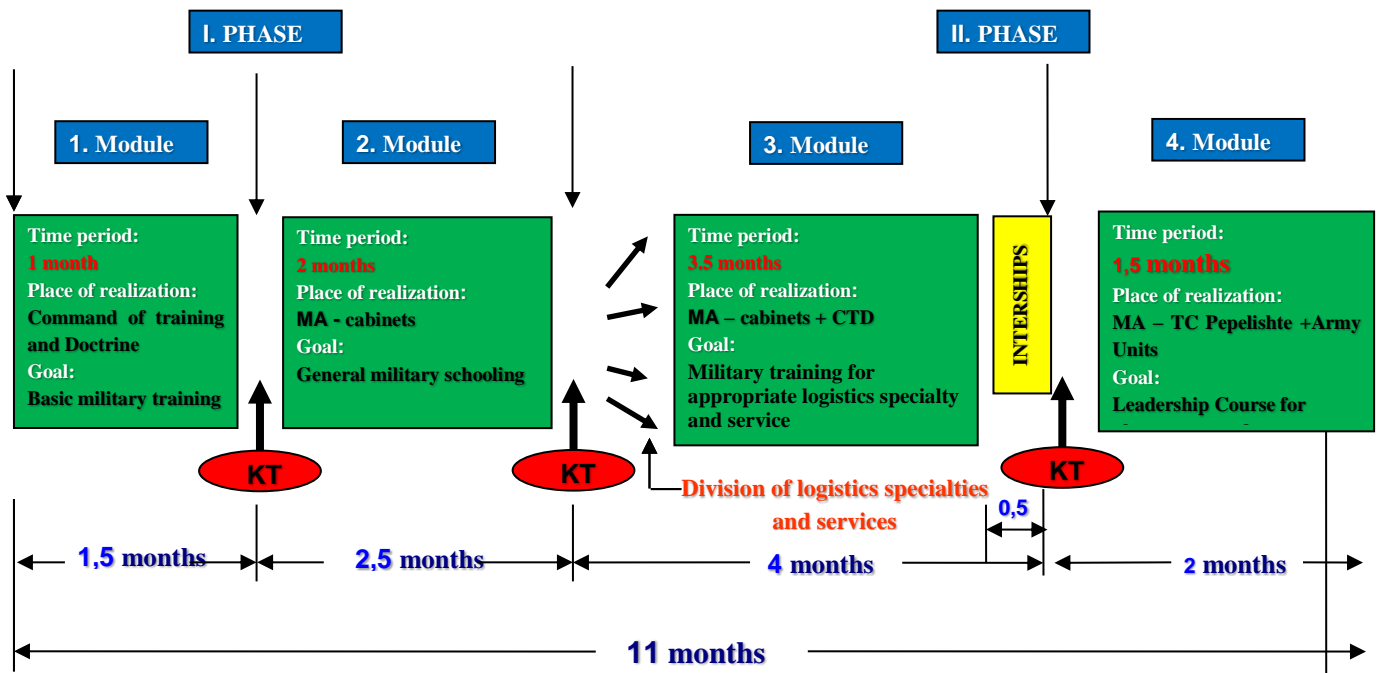 I. PHASE
II. PHASE
1. Module
2. Module
3. Module
4. Module
Time period:
1 month
Place of realization:
Command of training
and Doctrine
Goal:
Basic military training
Time period:
2 months
Place of realization:
MA - cabinets
Goal:
General military schooling
Time period:
3.5 months
Place of realization:
MA – cabinets + CTD
Goal:
Military training for
appropriate logistics specialty
and service
INTERSHIPS
Time period:
1,5 months
Place of realization:
MA – TC Pepelishte +Army
Units
Goal:
Leadership Course for
KT
KT
KT
Division of logistics specialties
and services
0,5
1,5 months
2,5 months
4 months
2 months
11 months